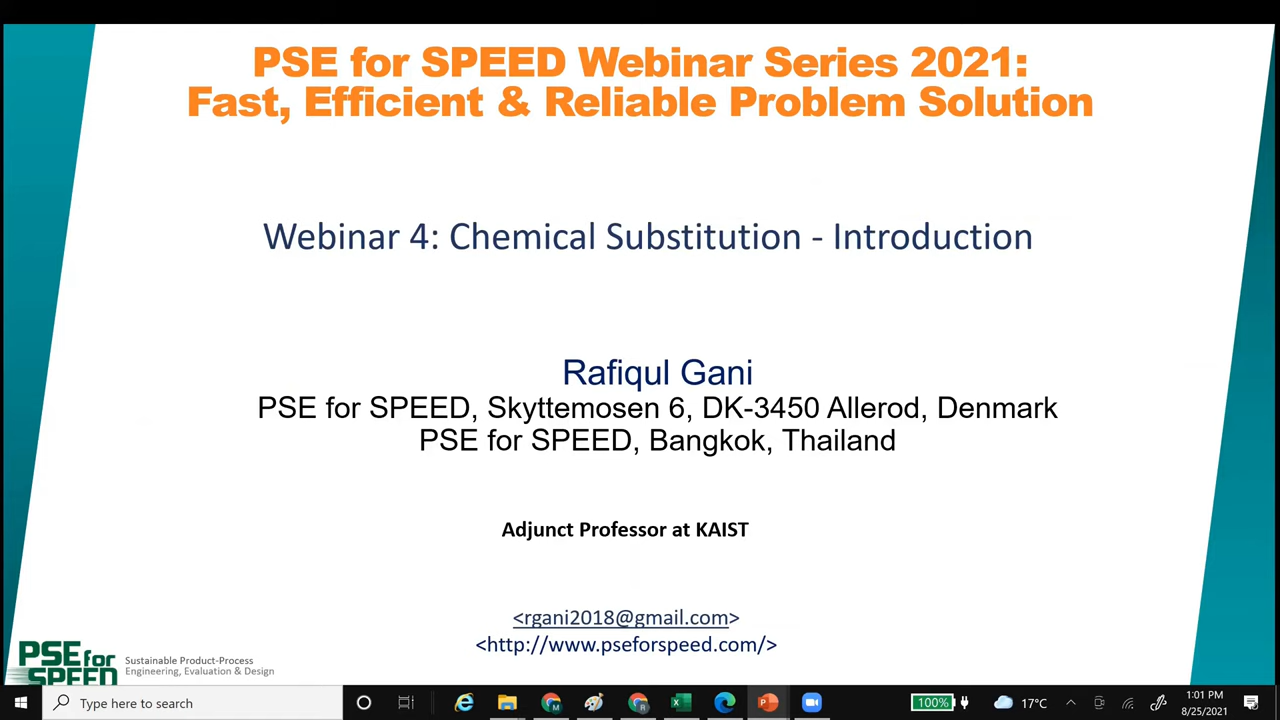 PSE for SPEED Webinar Series 2021:
Fast, Efficient & Reliable Problem Solution
Webinar 4: Chemical Substitution - Introduction
Rafiqul Gani
PSE for SPEED, Skyttemosen 6, DK-3450 Allerod, Denmark
PSE for SPEED, Bangkok, Thailand
Adjunct Professor at KAIST
<rgani2018@gmail.com>
<http://www.pseforspeed.com/>
PSE for
SPEED
Sustainable Product-Process
Engineering, Evaluation & Design
Type here to search
100%
17°C
1:01 PM
8/25/2021